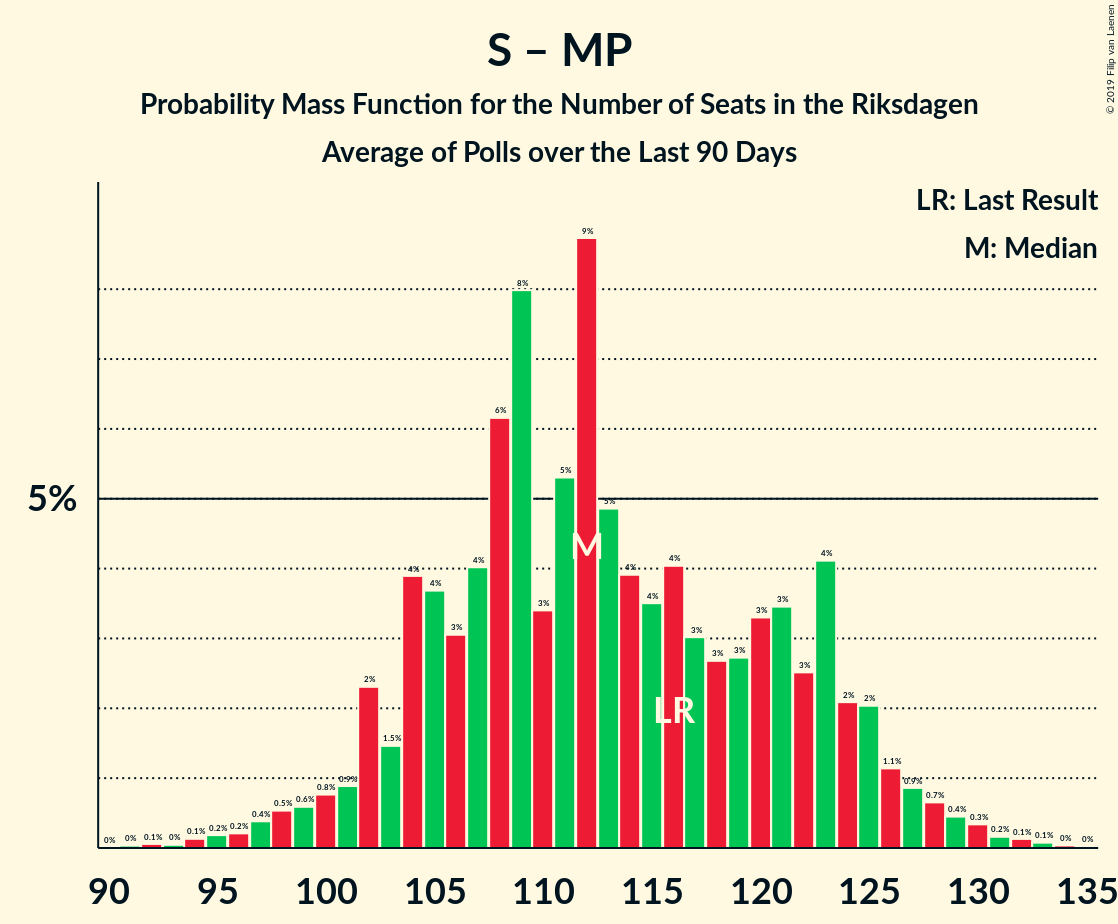 S – MP
Probability Mass Function for the Number of Seats in the Riksdagen
Average of Polls over the Last 90 Days
© 2019 Filip van Laenen
LR: Last Result
M: Median
5%
0% 0% 0.1% 0% 0.1% 0.2% 0.2% 0.4% 0.5% 0.6% 0.8% 0.9% 2% 1.5% 4% 4% 3% 4% 6% 8% 3% 5% 9% 5% 4% 4% 4% 3% 3% 3% 3% 3% 3% 4% 2% 2% 1.1% 0.9% 0.7% 0.4% 0.3% 0.2% 0.1% 0.1% 0% 0%
M
LR
90 95 100 105 110 115 120 125 130 135